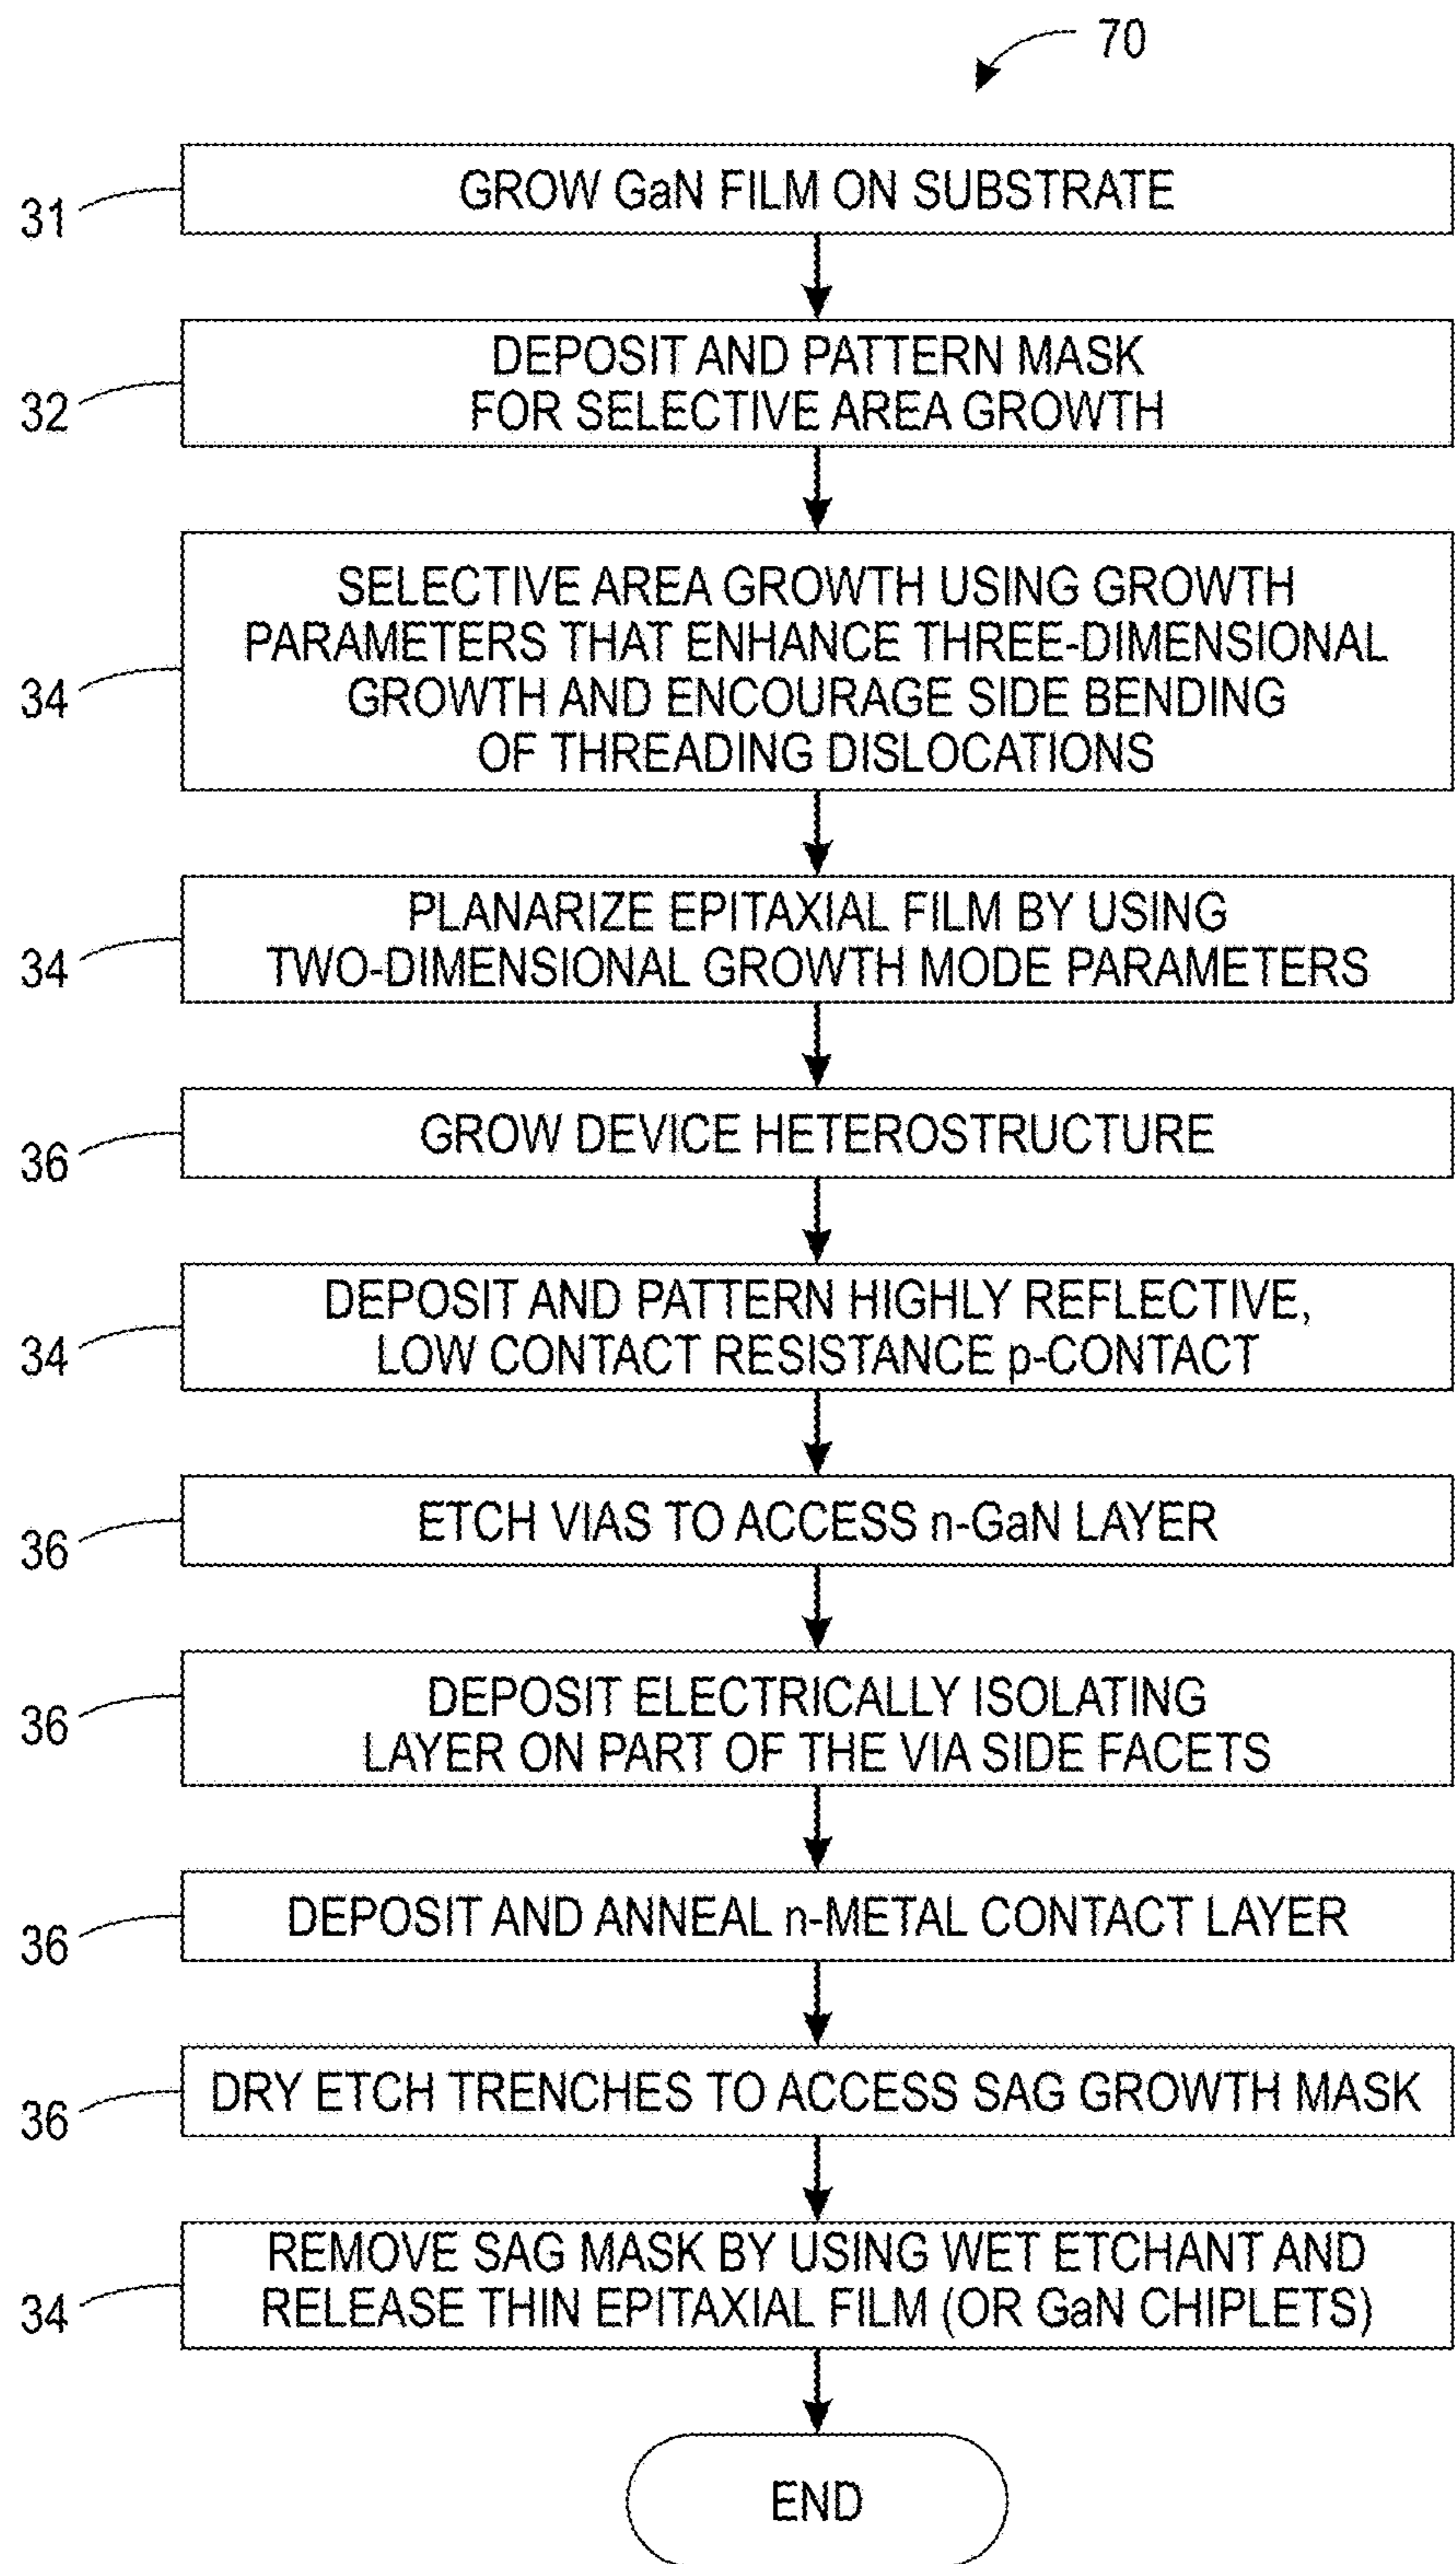 70
31
GROW GaN FILM ON SUBSTRATE
32
DEPOSIT AND PATTERN MASK
FOR SELECTIVE AREA GROWTH
34
SELECTIVE AREA GROWTH USING GROWTH
PARAMETERS THAT ENHANCE THREE-DIMENSIONAL
GROWTH AND ENCOURAGE SIDE BENDING
OF THREADING DISLOCATIONS
34
PLANARIZE EPITAXIAL FILM BY USING
TWO-DIMENSIONAL GROWTH MODE PARAMETERS
36
GROW DEVICE HETEROSTRUCTURE
34
DEPOSIT AND PATTERN HIGHLY REFLECTIVE,
LOW CONTACT RESISTANCE p-CONTACT
36
ETCH VIAS TO ACCESS n-GaN LAYER
36
DEPOSIT ELECTRICALLY ISOLATING
LAYER ON PART OF THE VIA SIDE FACETS
36
DEPOSIT AND ANNEAL n-METAL CONTACT LAYER
36
DRY ETCH TRENCHES TO ACCESS SAG GROWTH MASK
34
REMOVE SAG MASK BY USING WET ETCHANT AND
RELEASE THIN EPITAXIAL FILM (OR GaN CHIPLETS)
END